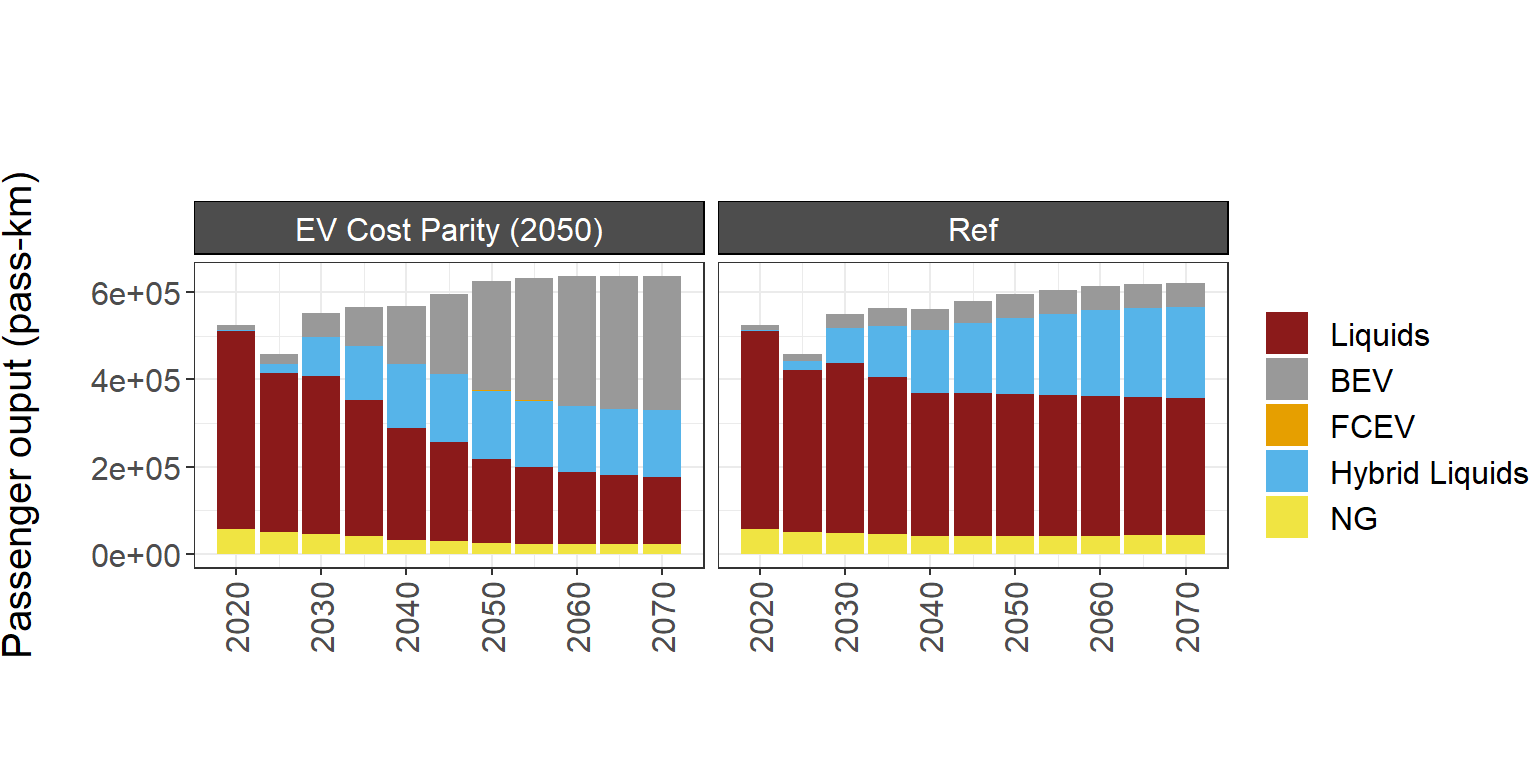 Passenger ouput (pass-km)
EV Cost Parity (2050)
Ref
6e+05
4e+05
2e+05
0e+00
2020
2030
2040
2050
2060
2070
2020
2030
2040
2050
2060
2070
Liquids
BEV
FCEV
Hybrid Liquids
NG